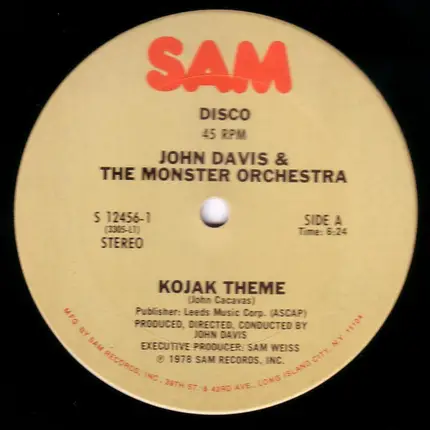 SAM
DISCO
45 RPM
JOHN DAVIS &
THE MONSTER ORCHESTRA
S 12456-1
(3305-LT)
STEREO
SIDE A
Time: 6:24
KOJAK THEME
(John Cacavas)
Publisher: Leeds Music Corp. (ASCAP)
PRODUCED, DIRECTED, CONDUCTED BY
JOHN DAVIS
EXECUTIVE PRODUCER: SAM WEISS
℗ 1978 SAM RECORDS, INC.
MFG. BY SAM RECORDS, INC., 39TH ST. & 43RD AVE., LONG ISLAND CITY, N.Y. 11104